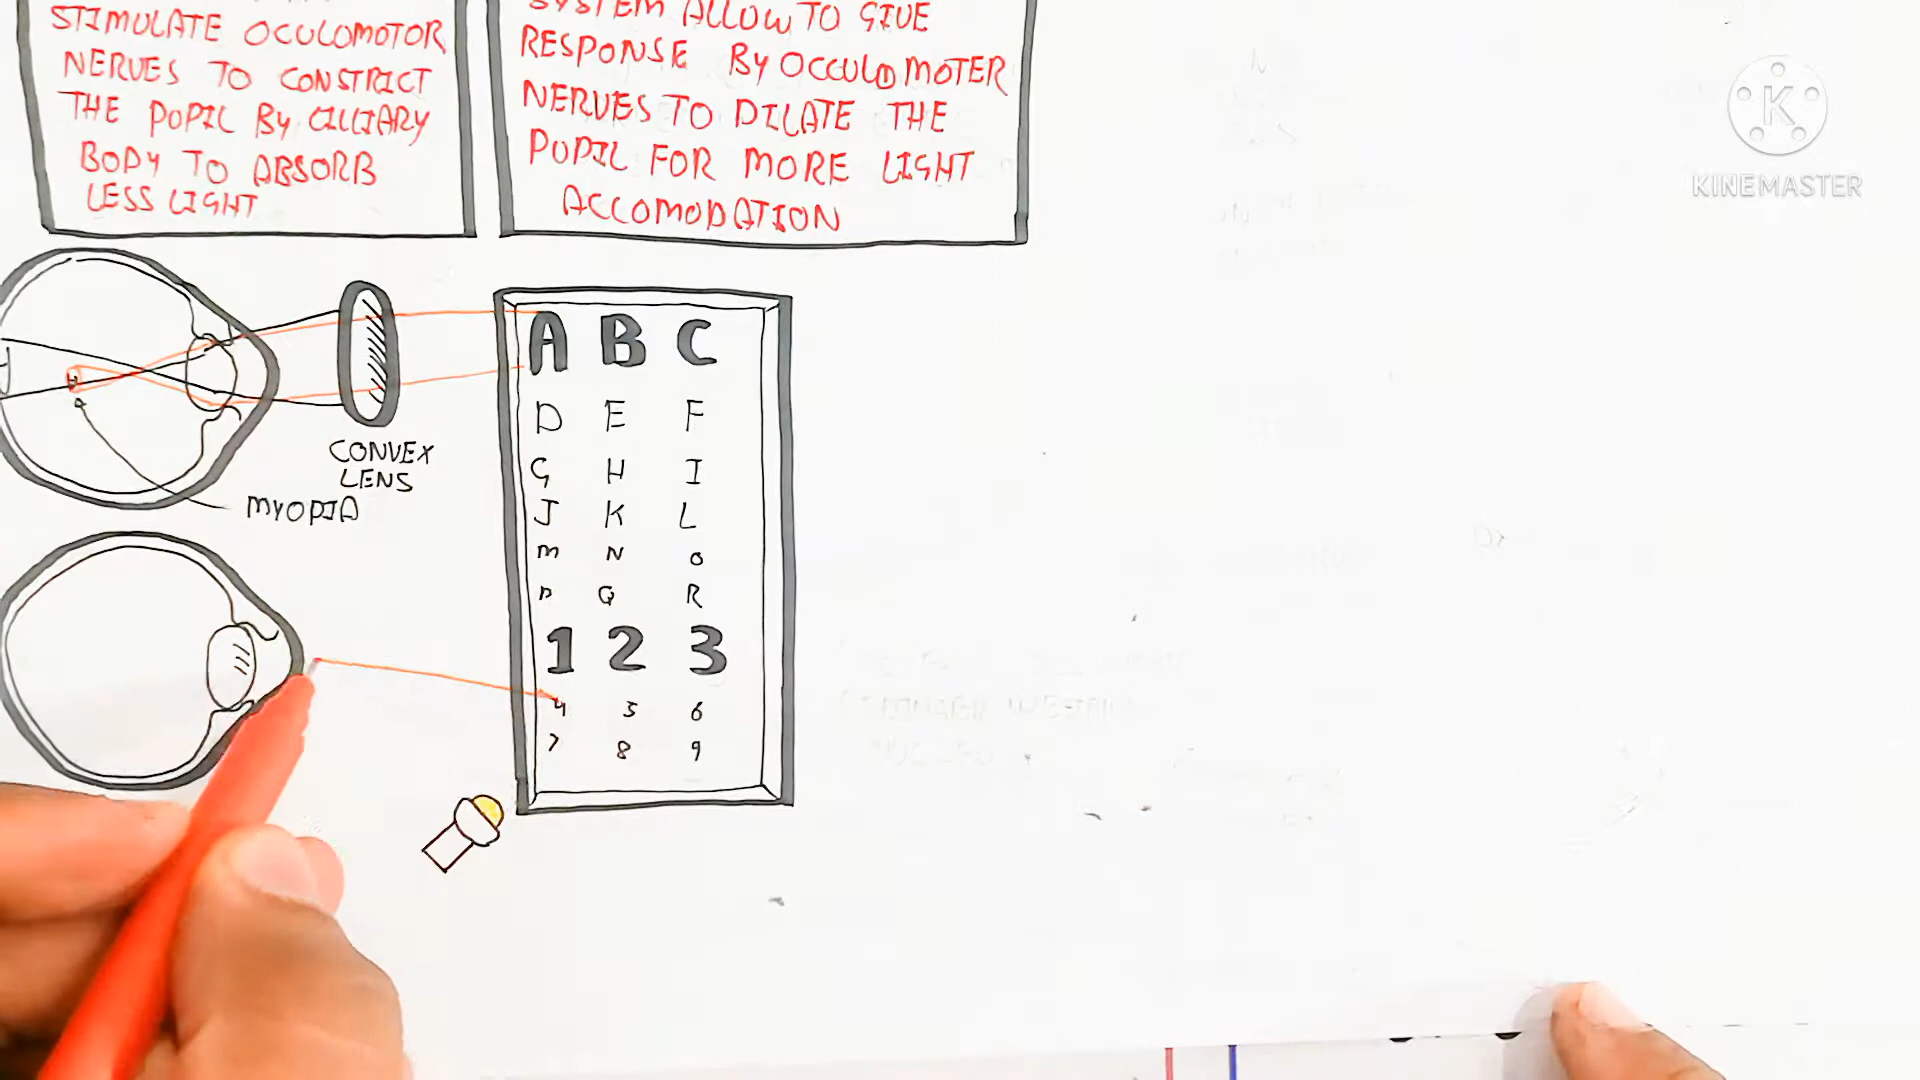 STIMULATE OCULOMOTOR
NERVES TO CONSTRICT
THE PUPIL BY CILLIARY
BODY TO ABSORB
LESS LIGHT
SYSTEM ALLOW TO GIVE
RESPONSE BY OCCULOMOTER
NERVES TO DILATE THE
PUPIL FOR MORE LIGHT
ACCOMODATION
K
KINEMASTER
CONVEX
LENS
MYOPIA
A B C
D E F
G H I
J K L
M N O
P Q R
1 2 3
4 5 6
7 8 9